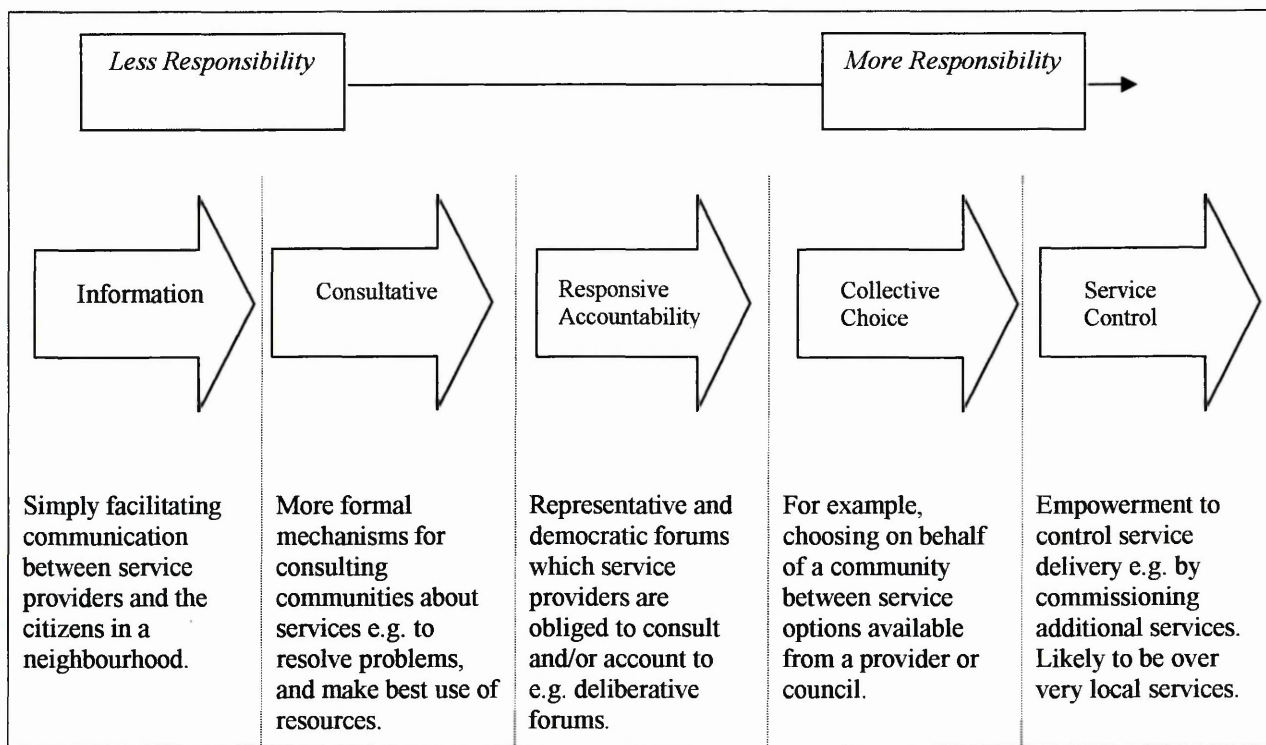 Less Responsibility
More Responsibility
Information
Consultative
Responsive
Accountability
Collective
Choice
Service
Control
Simply facilitating
communication
between service
providers and the
citizens in a
neighbourhood.
More formal
mechanisms for
consulting
communities about
services e.g. to
resolve problems,
and make best use of
resources.
Representative and
democratic forums
which service
providers are
obliged to consult
and/or account to
e.g. deliberative
forums.
For example,
choosing on behalf
of a community
between service
options available
from a provider or
council.
Empowerment to
control service
delivery e.g. by
commissioning
additional services.
Likely to be over
very local services.